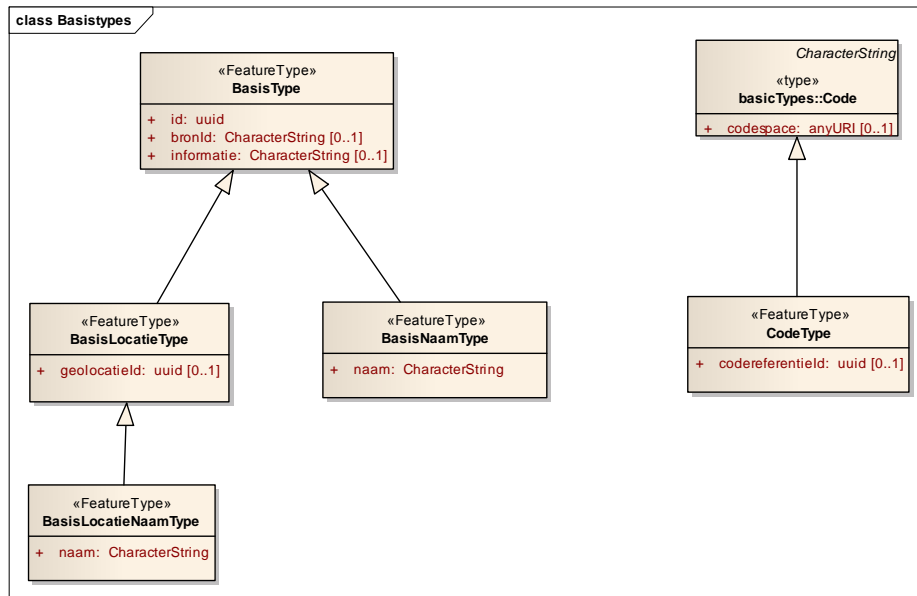 class Basistypes
«FeatureType»
BasisType
+ id: uuid
+ bronId: CharacterString [0..1]
+ informatie: CharacterString [0..1]
CharacterString
«type»
basicTypes::Code
+ codespace: anyURI [0..1]
«FeatureType»
BasisLocatieType
+ geolocatieId: uuid [0..1]
«FeatureType»
BasisNaamType
+ naam: CharacterString
«FeatureType»
CodeType
+ codereferentieId: uuid [0..1]
«FeatureType»
BasisLocatieNaamType
+ naam: CharacterString